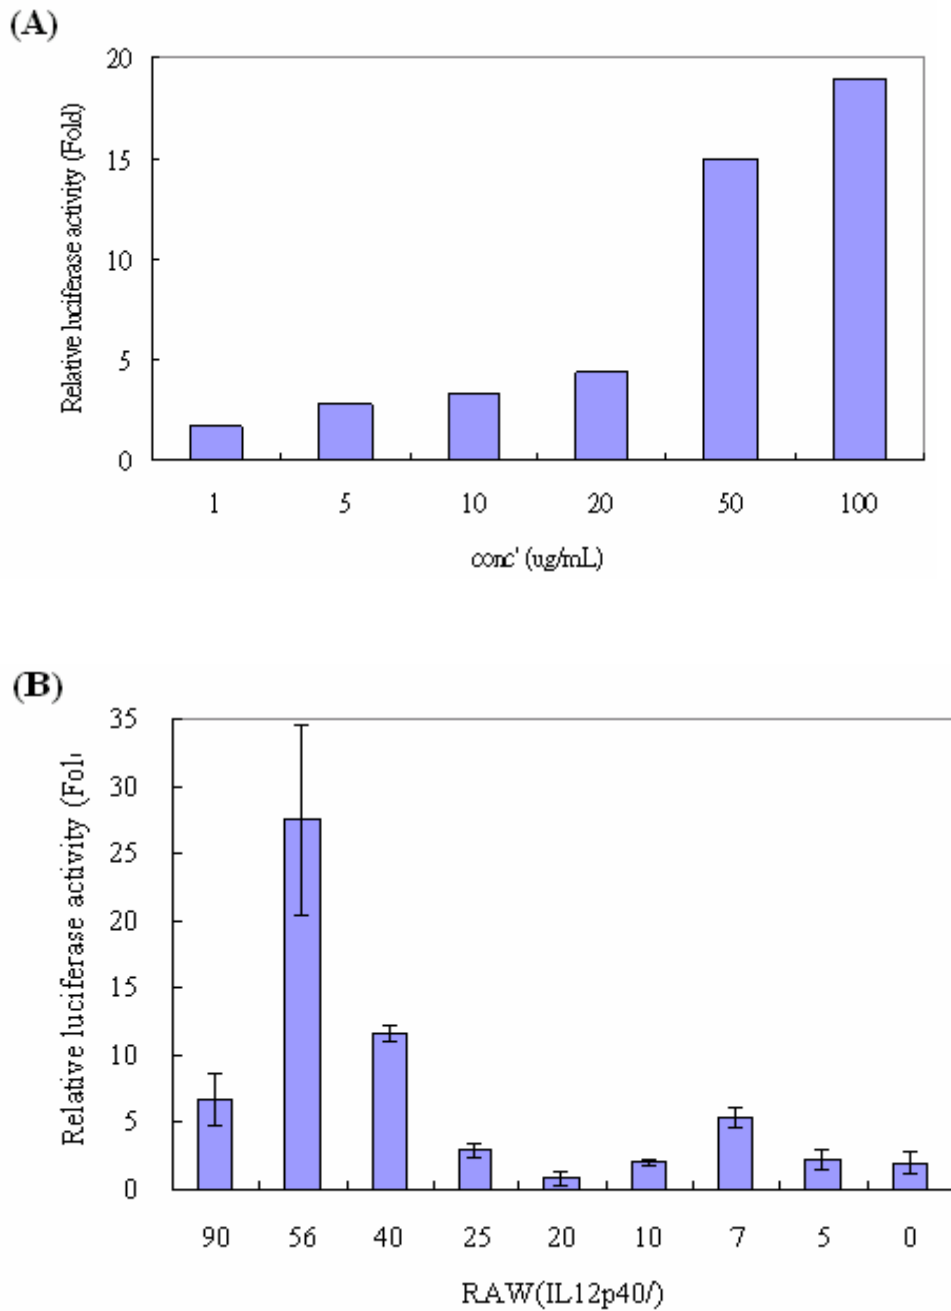 (A)
Relative luciferase activity (Fold)
20
15
10
5
0
1 5 10 20 50 100
conc' (ug/mL)
(B)
Relative luciferase activity (Fol
35
30
25
20
15
10
5
0
90 56 40 25 20 10 7 5 0
RAW(IL12p40/)